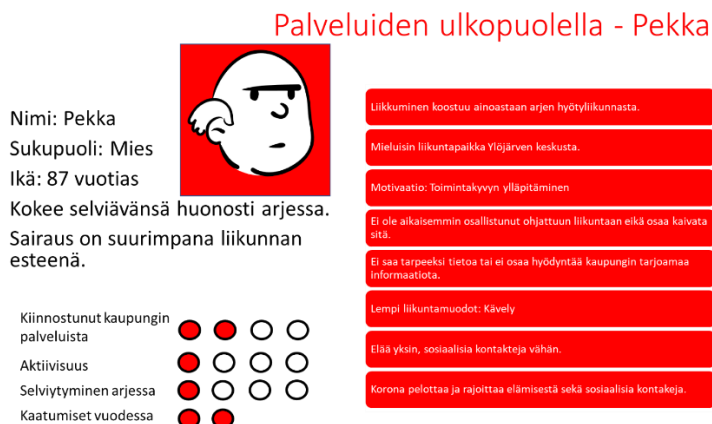 Palveluiden ulkopuolella - Pekka
Nimi: Pekka
Sukupuoli: Mies
Ikä: 87 vuotias
Kokee selviävänsä huonosti arjessa.
Sairaus on suurimpana liikunnan
esteenä.
Kiinnostunut kaupungin
palveluista
Aktiivisuus
Selviytyminen arjessa
Kaatumiset vuodessa
Liikkuminen koostuu ainoastaan arjen hyötyliikunnasta.
Mieluisin liikuntapaikka Ylöjärven keskusta.
Motivaatio: Toimintakyvyn ylläpitäminen
Ei ole aikaisemmin osallistunut ohjattuun liikuntaan eikä osaa kaivata
sitä.
Ei saa tarpeeksi tietoa tai ei osaa hyödyntää kaupungin tarjoamaa
informaatiota.
Lempi liikuntamuodot: Kävely
Elää yksin, sosiaalisia kontakteja vähän.
Korona pelottaa ja rajoittaa elämisestä sekä sosiaalisia kontakeja.